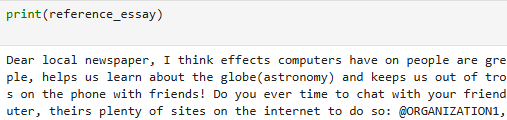 print(reference_essay)
Dear local newspaper, I think effects computers have on people are gre
ple, helps us learn about the globe(astronomy) and keeps us out of tro
s on the phone with friends! Do you ever time to chat with your friend
uter, theirs plenty of sites on the internet to do so: @ORGANIZATION1,